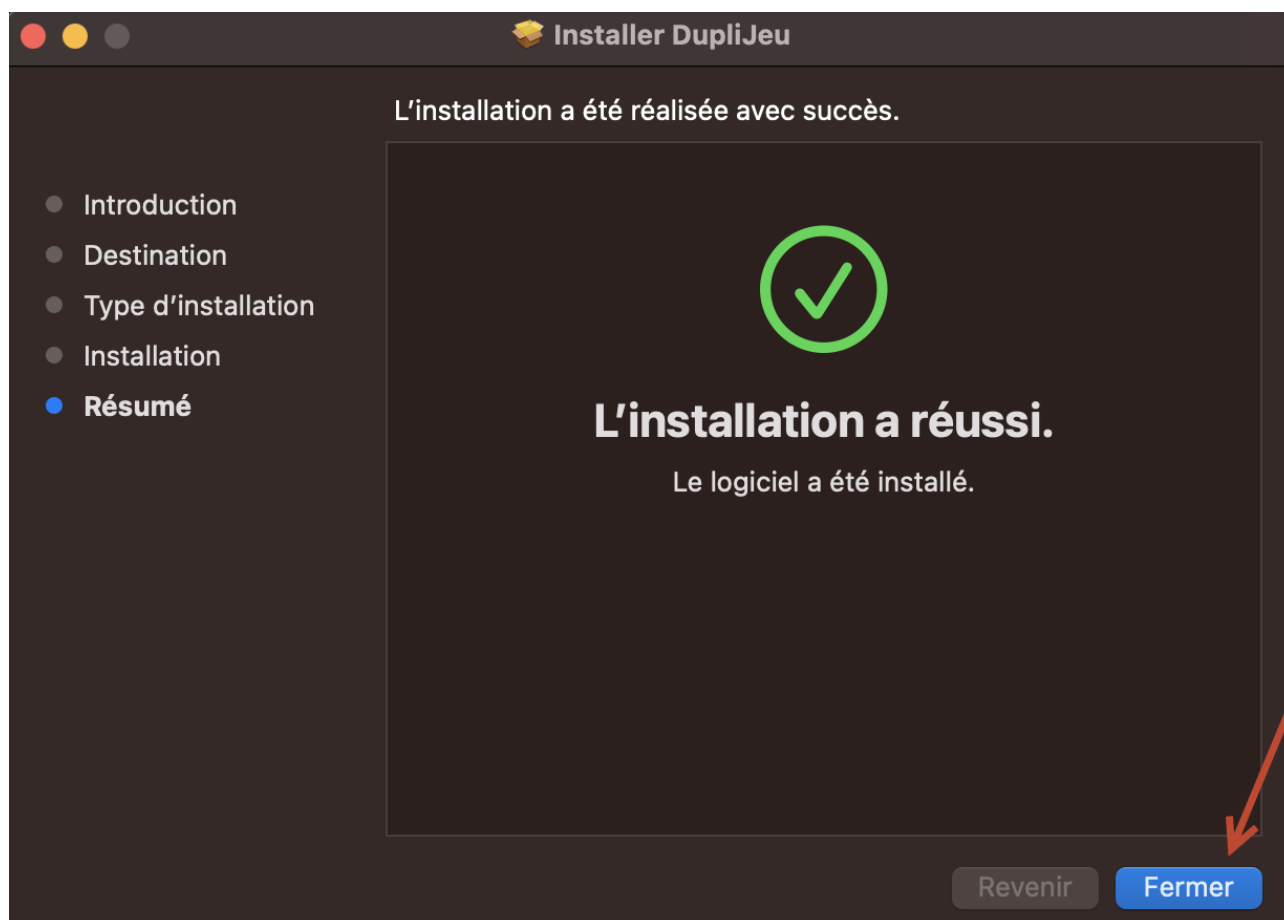 Installer DupliJeu
L’installation a été réalisée avec succès.
Introduction
Destination
Type d’installation
Installation
Résumé
L’installation a réussi.
Le logiciel a été installé.
Revenir
Fermer